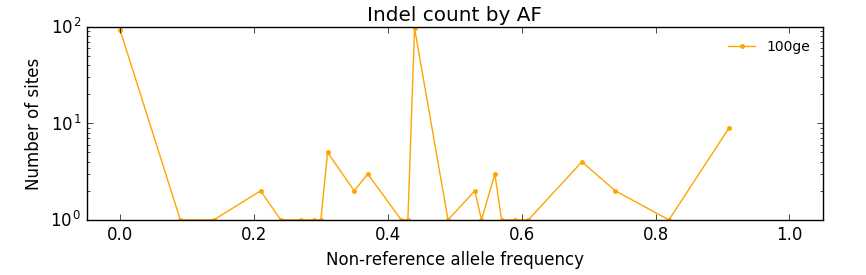 Indel count by AF
10²
10¹
10⁰
Number of sites
100ge
0.0 0.2 0.4 0.6 0.8 1.0
Non-reference allele frequency